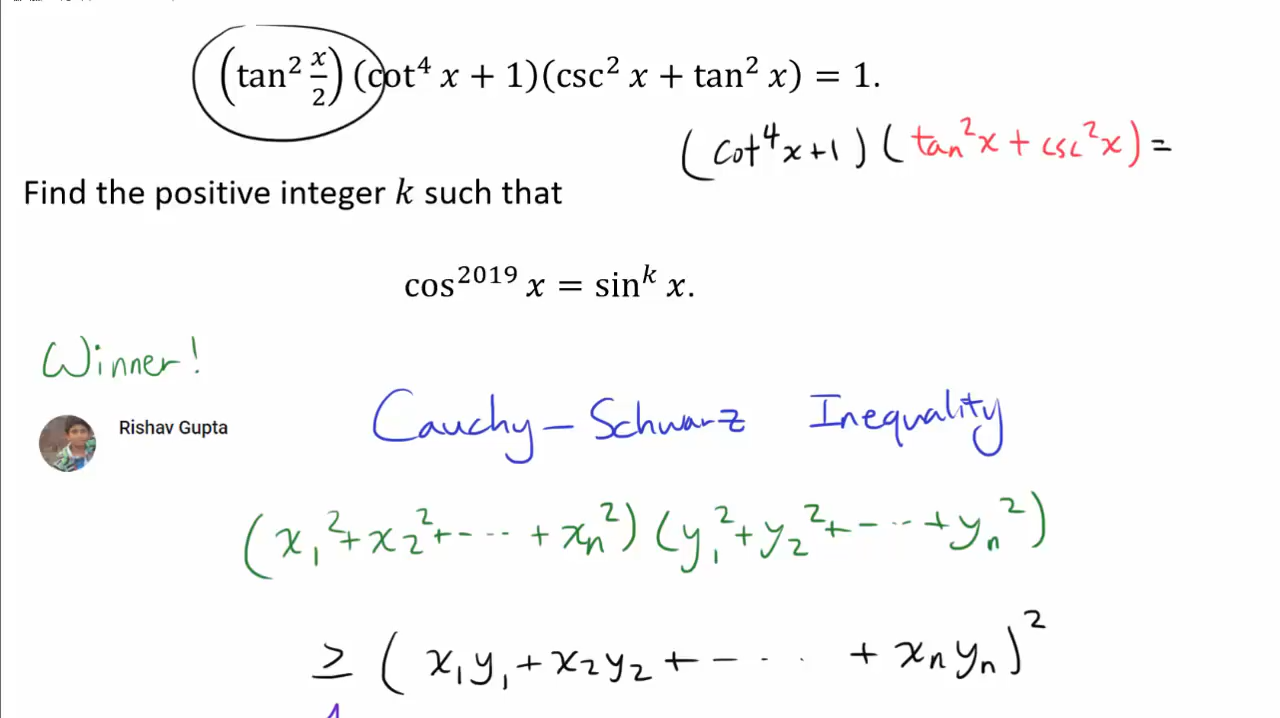 (tan² x/2)(cot⁴ x + 1)(csc² x + tan² x) = 1.
(cot⁴x+1)(tan²x + csc²x) =
Find the positive integer k such that
cos²⁰¹⁹ x = sinᵏ x.
Winner!
Rishav Gupta
Cauchy – Schwarz Inequality
(x₁²+x₂²+-··· + xₙ²)(y₁²+y₂²+-··· + yₙ²)
≥ (x₁y₁+x₂y₂ +-··· + xₙyₙ)²